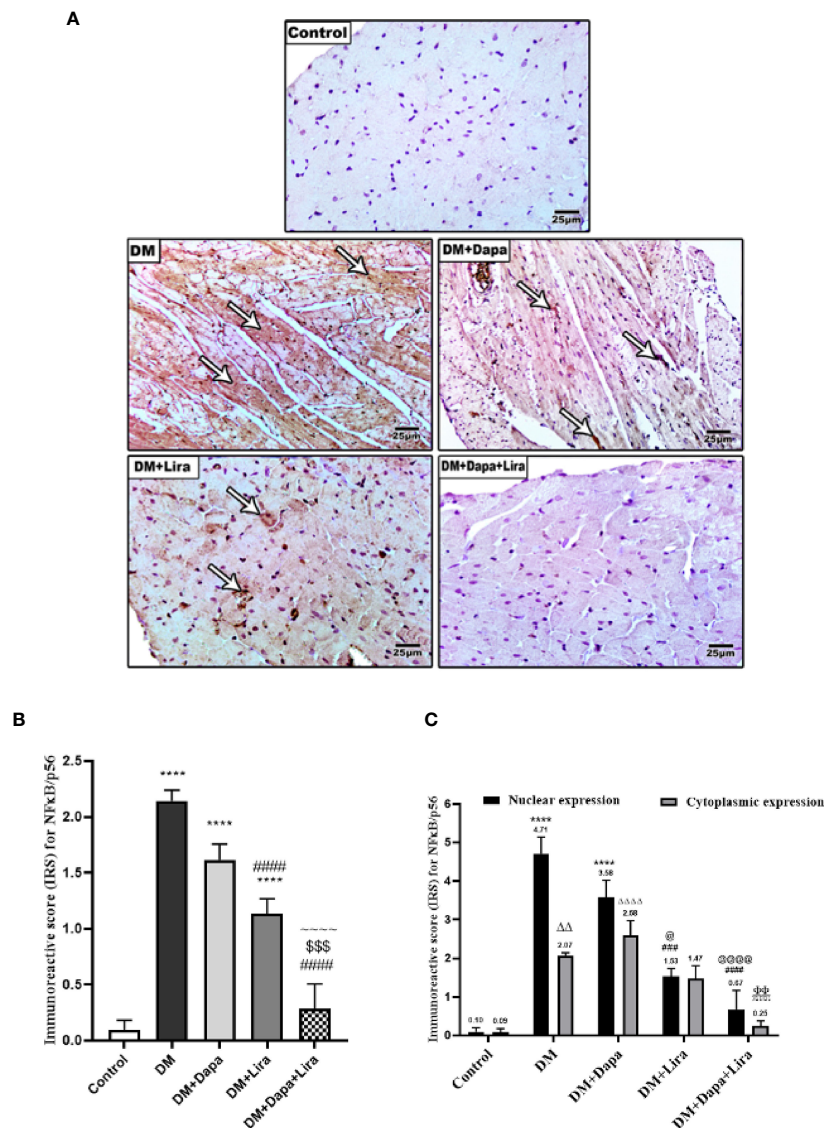 A
Control
25μm
DM
25μm
DM+Dapa
25μm
DM+Lira
25μm
DM+Dapa+Lira
25μm
B
Immunoreactive score (IRS) for NFκB/p56
2.5
2.0
1.5
1.0
0.5
0.0
****
****
####
****
~~~~
$$$
####
Control
DM
DM+Dapa
DM+Lira
DM+Dapa+Lira
C
Immunoreactive score (IRS) for NFκB/p56
Nuclear expression
Cytoplasmic expression
6
5
4
3
2
1
0
0.10
0.09
****
4.71
ΔΔ
2.07
****
3.58
ΔΔΔΔ
2.58
@
###
1.53
1.47
@@@@
####
0.67
ΦΦ
0.25
Control
DM
DM+Dapa
DM+Lira
DM+Dapa+Lira